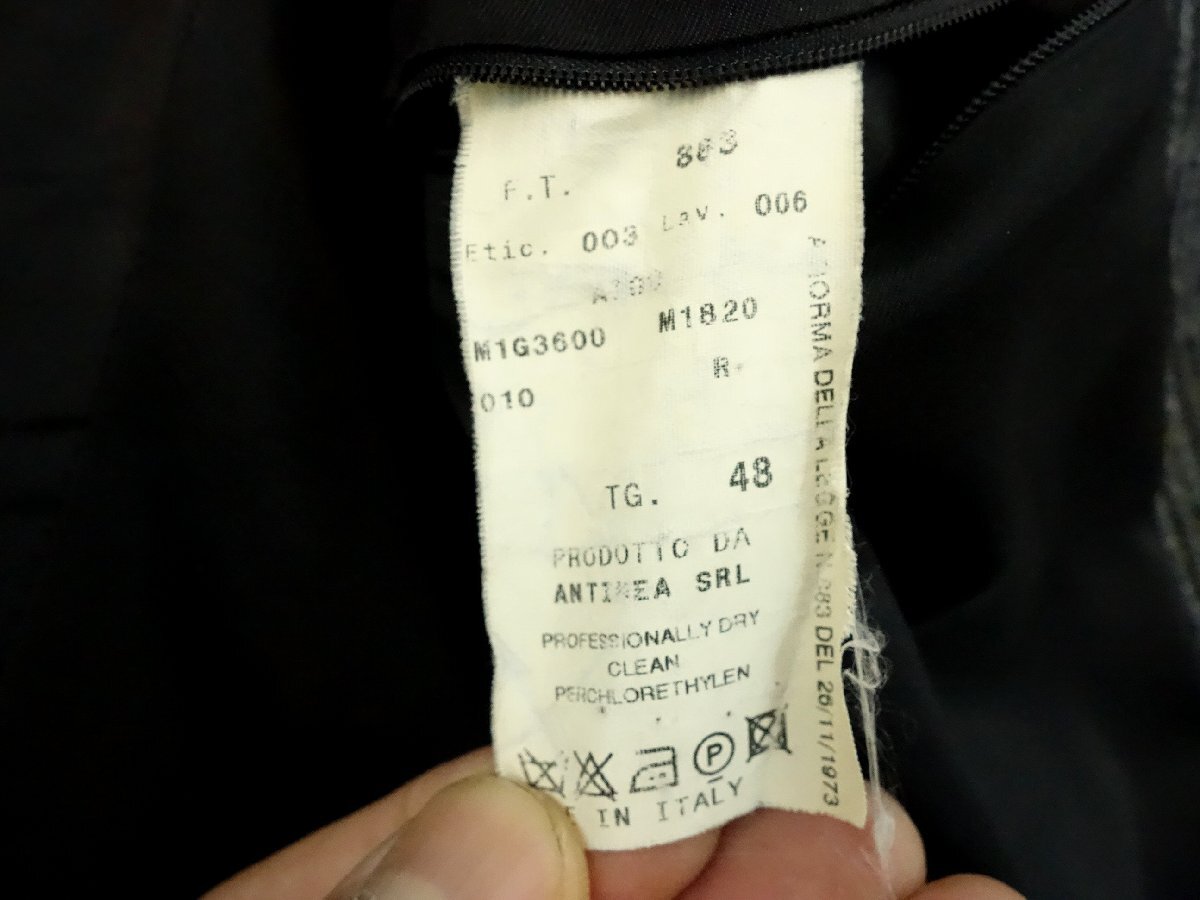 F.T. 863
Etic. 003 Lav. 006
M1G3600 M1820
010 R-
TG. 48
PRODOTTO DA
ANTINEA SRL
PROFESSIONALLY DRY
CLEAN
PERCHLORETHYLEN
P
IN ITALY
A NORMA DELLA LEGGE N.883 DEL 26/11/1973